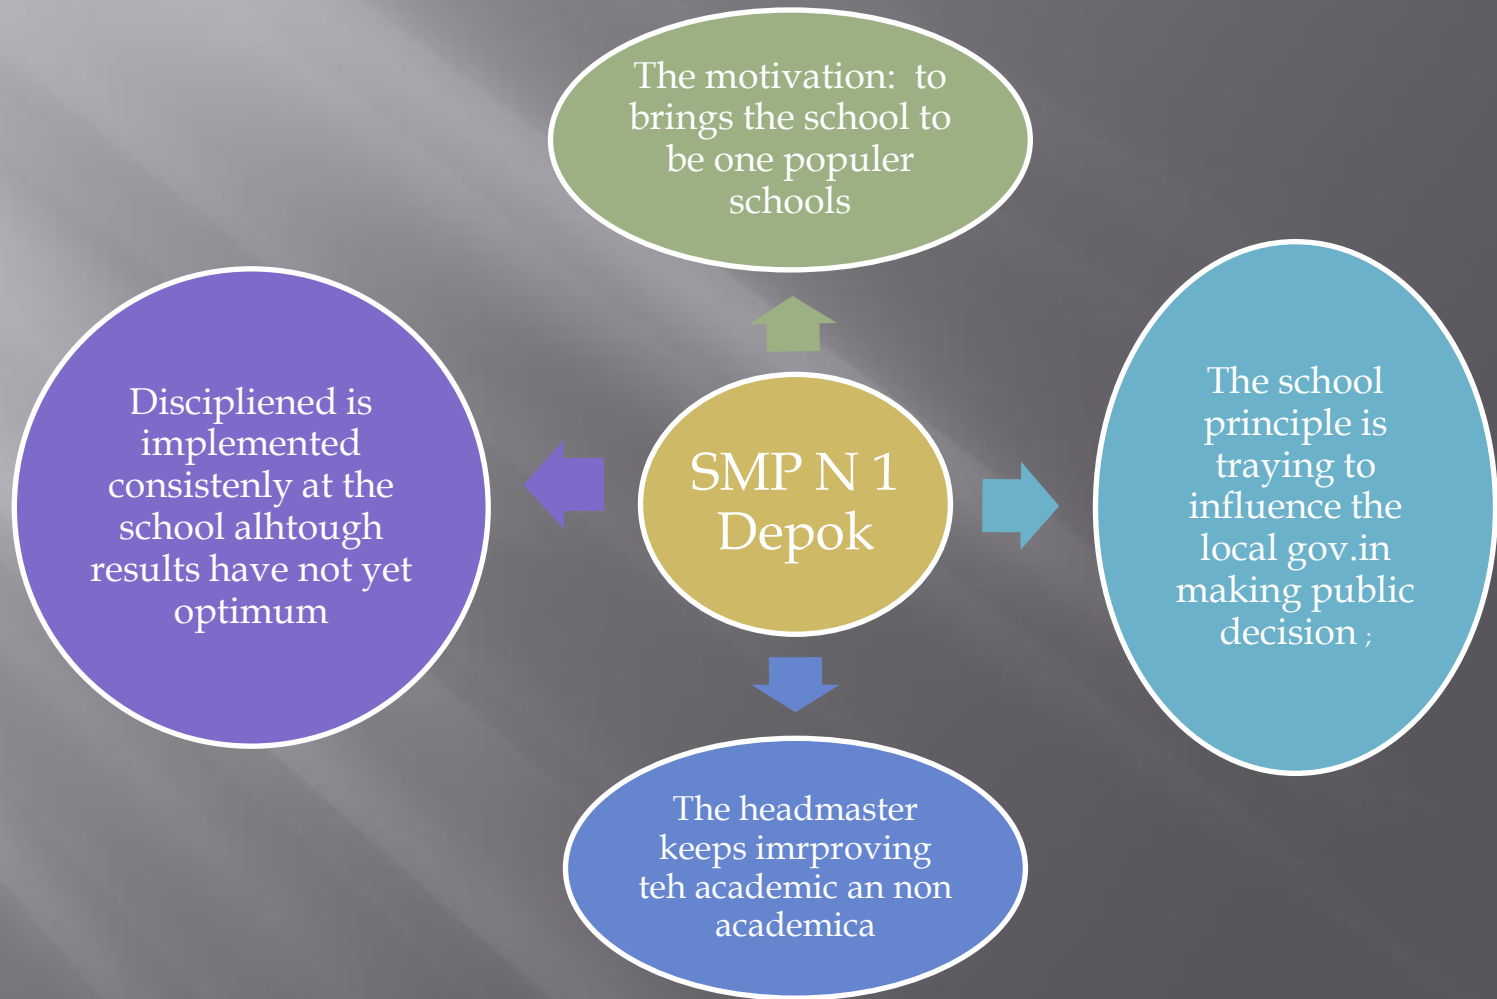 The motivation:  to
brings the school to
be one populer
schools
The school
principle is
traying to
influence the
local gov.in
making public
decision ;
SMP N 1
Depok
Discipliened is
implemented
consistenly at the
school alhtough
results have not yet
optimum
The headmaster
keeps imrproving
teh academic an non
academica